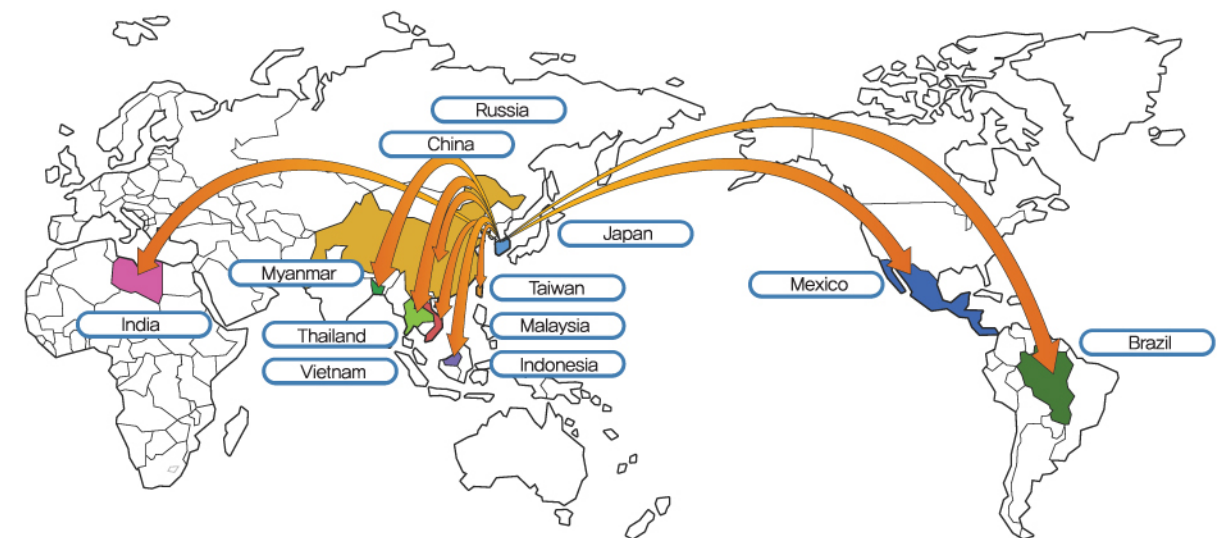 Russia
China
Japan
Myanmar
Taiwan
Mexico
India
Thailand
Malaysia
Vietnam
Indonesia
Brazil